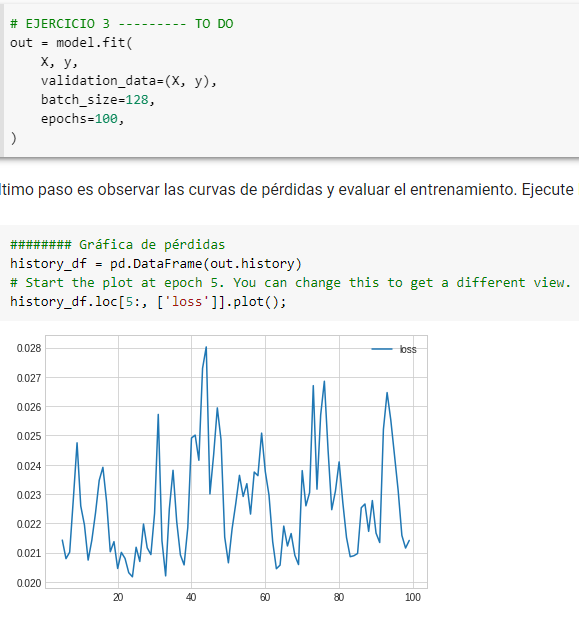 # EJERCICIO 3 --------- TO DO
out = model.fit(
    X, y,
    validation_data=(X, y),
    batch_size=128,
    epochs=100,
)
ltimo paso es observar las curvas de pérdidas y evaluar el entrenamiento. Ejecute
######## Gráfica de pérdidas
history_df = pd.DataFrame(out.history)
# Start the plot at epoch 5. You can change this to get a different view.
history_df.loc[5:, ['loss']].plot();
loss
0.028
0.027
0.026
0.025
0.024
0.023
0.022
0.021
0.020
20 40 60 80 100